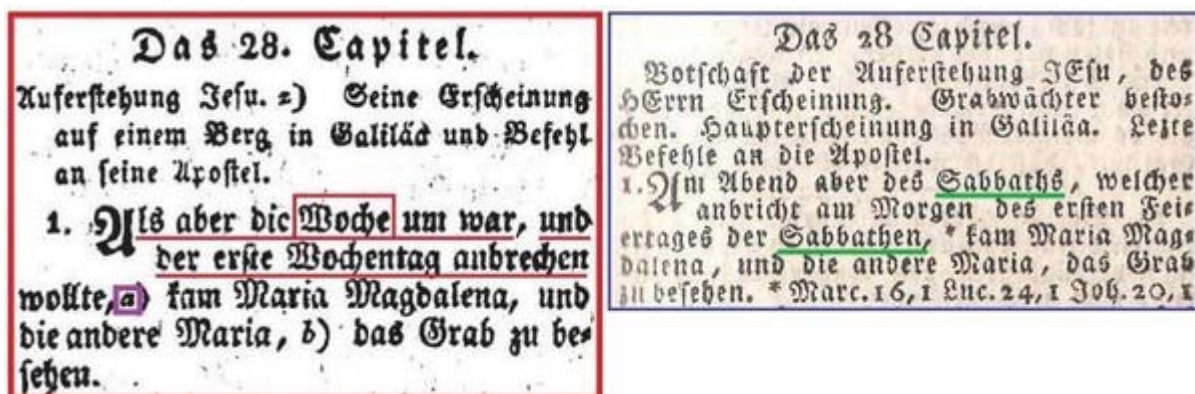 Das 28. Capitel.
Auferstehung Jesu. a) Seine Erscheinung
auf einem Berg in Galiläa und Befehl
an seine Apostel.
1. Als aber die Woche um war, und
der erste Wochentag anbrechen
wollte, a) kam Maria Magdalena, und
die andere Maria, b) das Grab zu be-
sehen.
Das 28 Capitel.
Botschaft der Auferstehung JEsu, des
HErrn Erscheinung. Grabwächter besto-
chen. Haupterscheinung in Galiläa. Lezte
Befehle an die Apostel.
1. Am Abend aber des Sabbaths, welcher
anbricht am Morgen des ersten Fei-
ertages der Sabbathen, * kam Maria Mag-
dalena, und die andere Maria, das Grab
zu besehen. * Marc. 16,1 Luc. 24,1 Joh. 20,1